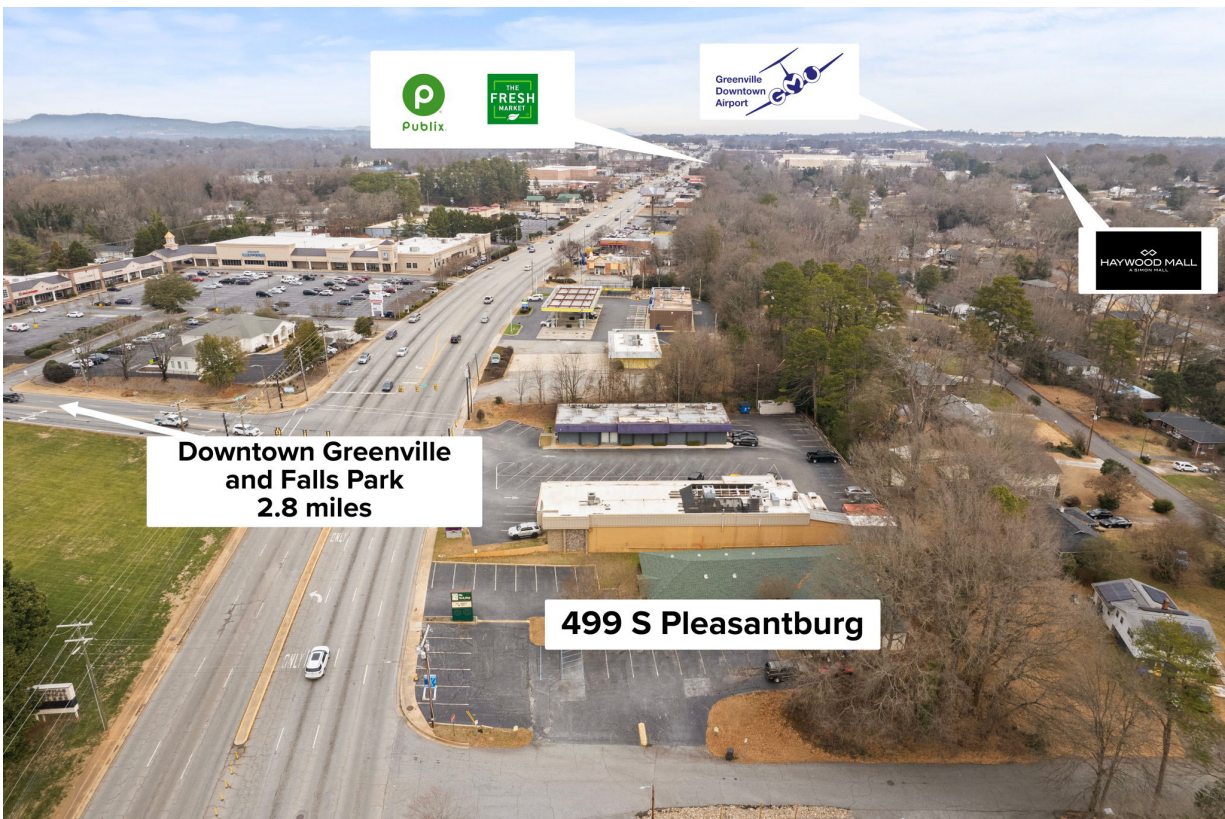 Publix.
THE
FRESH
MARKET
Greenville
Downtown
Airport
GMU
HAYWOOD MALL
A SIMON MALL
Downtown Greenville
and Falls Park
2.8 miles
ONLY
499 S Pleasantburg
ONLY